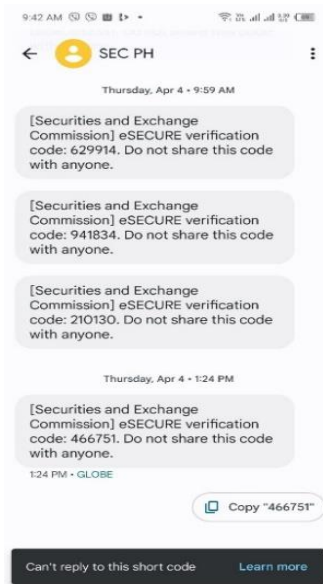 9:42 AM
SEC PH
Thursday, Apr 4 • 9:59 AM
[Securities and Exchange
Commission] eSECURE verification
code: 629914. Do not share this code
with anyone.
[Securities and Exchange
Commission] eSECURE verification
code: 941834. Do not share this code
with anyone.
[Securities and Exchange
Commission] eSECURE verification
code: 210130. Do not share this code
with anyone.
Thursday, Apr 4 • 1:24 PM
[Securities and Exchange
Commission] eSECURE verification
code: 466751. Do not share this code
with anyone.
1:24 PM • GLOBE
Copy "466751"
Can't reply to this short code Learn more